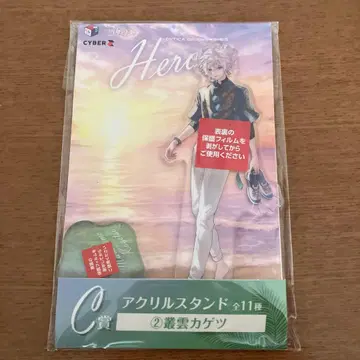 CYBER Z
Heroes
表裏の
保護フィルムを
剥がしてから
ご使用ください
C賞
アクリルスタンド 全11種
②叢雲カゲツ